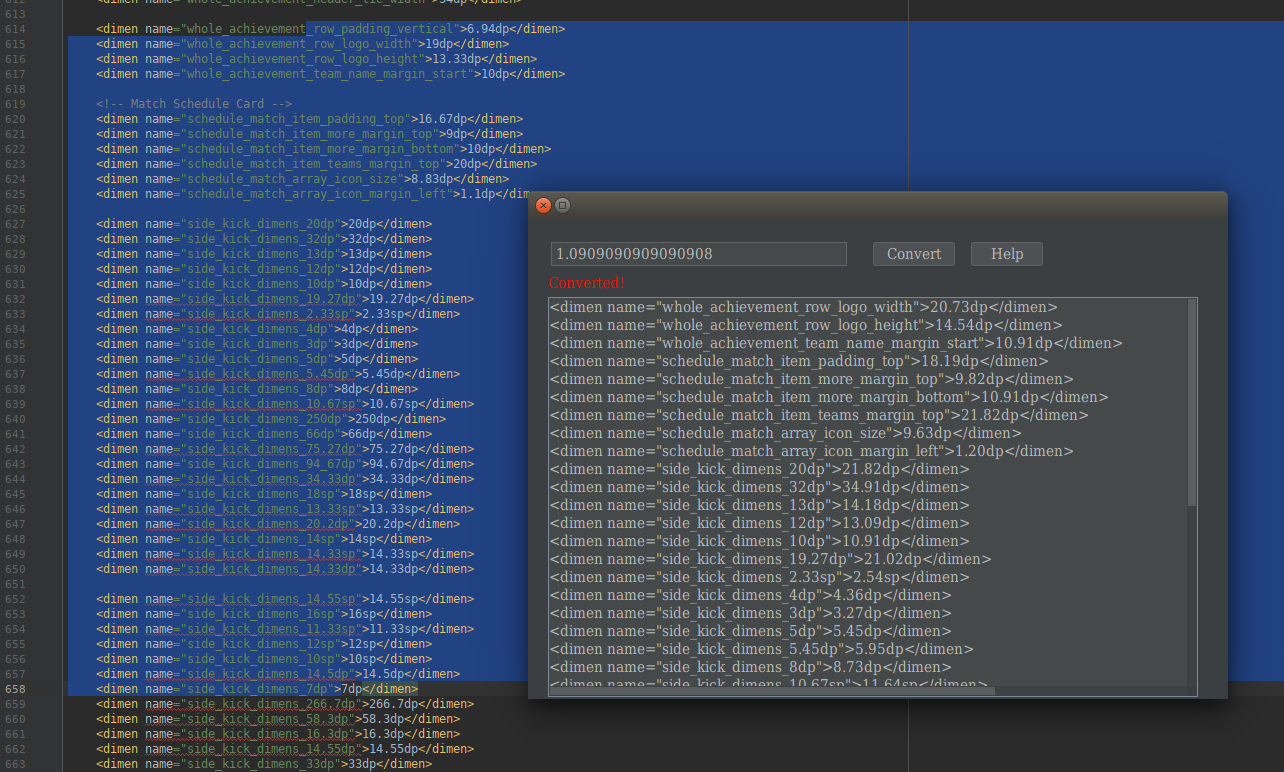 612 <dimen name="whole_achievement_header_tle_width">34dp</dimen>
613
614 <dimen name="whole_achievement_row_padding_vertical">6.94dp</dimen>
615 <dimen name="whole_achievement_row_logo_width">19dp</dimen>
616 <dimen name="whole_achievement_row_logo_height">13.33dp</dimen>
617 <dimen name="whole_achievement_team_name_margin_start">10dp</dimen>
618
619 <!-- Match Schedule Card -->
620 <dimen name="schedule_match_item_padding_top">16.67dp</dimen>
621 <dimen name="schedule_match_item_more_margin_top">9dp</dimen>
622 <dimen name="schedule_match_item_more_margin_bottom">10dp</dimen>
623 <dimen name="schedule_match_item_teams_margin_top">20dp</dimen>
624 <dimen name="schedule_match_array_icon_size">8.83dp</dimen>
625 <dimen name="schedule_match_array_icon_margin_left">1.1dp</dim
626
627 <dimen name="side_kick_dimens_20dp">20dp</dimen>
628 <dimen name="side_kick_dimens_32dp">32dp</dimen>
629 <dimen name="side_kick_dimens_13dp">13dp</dimen>
630 <dimen name="side_kick_dimens_12dp">12dp</dimen>
631 <dimen name="side_kick_dimens_10dp">10dp</dimen>
632 <dimen name="side_kick_dimens_19.27dp">19.27dp</dimen>
633 <dimen name="side_kick_dimens_2.33sp">2.33sp</dimen>
634 <dimen name="side_kick_dimens_4dp">4dp</dimen>
635 <dimen name="side_kick_dimens_3dp">3dp</dimen>
636 <dimen name="side_kick_dimens_5dp">5dp</dimen>
637 <dimen name="side_kick_dimens_5.45dp">5.45dp</dimen>
638 <dimen name="side_kick_dimens_8dp">8dp</dimen>
639 <dimen name="side_kick_dimens_10.67sp">10.67sp</dimen>
640 <dimen name="side_kick_dimens_250dp">250dp</dimen>
641 <dimen name="side_kick_dimens_66dp">66dp</dimen>
642 <dimen name="side_kick_dimens_75.27dp">75.27dp</dimen>
643 <dimen name="side_kick_dimens_94_67dp">94.67dp</dimen>
644 <dimen name="side_kick_dimens_34.33dp">34.33dp</dimen>
645 <dimen name="side_kick_dimens_18sp">18sp</dimen>
646 <dimen name="side_kick_dimens_13.33sp">13.33sp</dimen>
647 <dimen name="side_kick_dimens_20.2dp">20.2dp</dimen>
648 <dimen name="side_kick_dimens_14sp">14sp</dimen>
649 <dimen name="side_kick_dimens_14.33sp">14.33sp</dimen>
650 <dimen name="side_kick_dimens_14.33dp">14.33dp</dimen>
651
652 <dimen name="side_kick_dimens_14.55sp">14.55sp</dimen>
653 <dimen name="side_kick_dimens_16sp">16sp</dimen>
654 <dimen name="side_kick_dimens_11.33sp">11.33sp</dimen>
655 <dimen name="side_kick_dimens_12sp">12sp</dimen>
656 <dimen name="side_kick_dimens_10sp">10sp</dimen>
657 <dimen name="side_kick_dimens_14.5dp">14.5dp</dimen>
658 <dimen name="side_kick_dimens_7dp">7dp</dimen>
659 <dimen name="side_kick_dimens_266.7dp">266.7dp</dimen>
660 <dimen name="side_kick_dimens_58.3dp">58.3dp</dimen>
661 <dimen name="side_kick_dimens_16.3dp">16.3dp</dimen>
662 <dimen name="side_kick_dimens_14.55dp">14.55dp</dimen>
663 <dimen name="side_kick_dimens_33dp">33dp</dimen>
1.0909090909090908 Convert Help
Converted!
<dimen name="whole_achievement_row_logo_width">20.73dp</dimen>
<dimen name="whole_achievement_row_logo_height">14.54dp</dimen>
<dimen name="whole_achievement_team_name_margin_start">10.91dp</dimen>
<dimen name="schedule_match_item_padding_top">18.19dp</dimen>
<dimen name="schedule_match_item_more_margin_top">9.82dp</dimen>
<dimen name="schedule_match_item_more_margin_bottom">10.91dp</dimen>
<dimen name="schedule_match_item_teams_margin_top">21.82dp</dimen>
<dimen name="schedule_match_array_icon_size">9.63dp</dimen>
<dimen name="schedule_match_array_icon_margin_left">1.20dp</dimen>
<dimen name="side_kick_dimens_20dp">21.82dp</dimen>
<dimen name="side_kick_dimens_32dp">34.91dp</dimen>
<dimen name="side_kick_dimens_13dp">14.18dp</dimen>
<dimen name="side_kick_dimens_12dp">13.09dp</dimen>
<dimen name="side_kick_dimens_10dp">10.91dp</dimen>
<dimen name="side_kick_dimens_19.27dp">21.02dp</dimen>
<dimen name="side_kick_dimens_2.33sp">2.54sp</dimen>
<dimen name="side_kick_dimens_4dp">4.36dp</dimen>
<dimen name="side_kick_dimens_3dp">3.27dp</dimen>
<dimen name="side_kick_dimens_5dp">5.45dp</dimen>
<dimen name="side_kick_dimens_5.45dp">5.95dp</dimen>
<dimen name="side_kick_dimens_8dp">8.73dp</dimen>
<dimen name="side_kick_dimens_10.67sp">11.64sp</dimen>